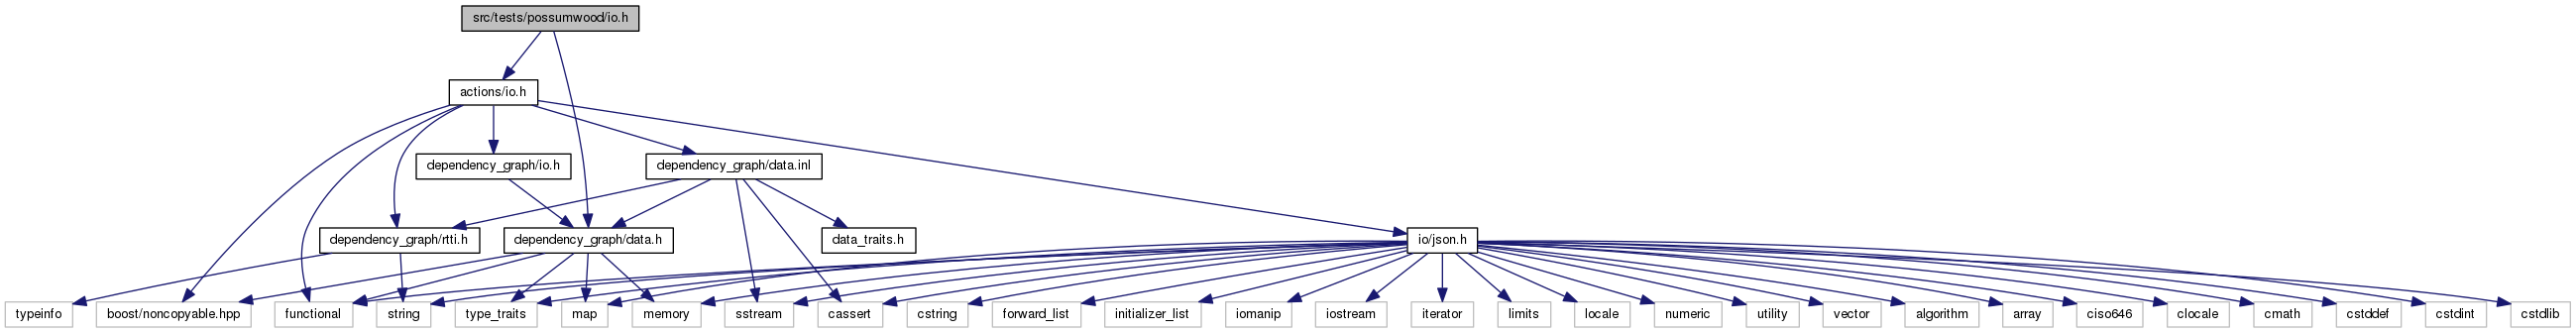 src/tests/possumwood/io.h
actions/io.h
dependency_graph/io.h
dependency_graph/data.inl
dependency_graph/rtti.h
dependency_graph/data.h
data_traits.h
io/json.h
typeinfo
boost/noncopyable.hpp
functional
string
type_traits
map
memory
sstream
cassert
cstring
forward_list
initializer_list
iomanip
iostream
iterator
limits
locale
numeric
utility
vector
algorithm
array
ciso646
clocale
cmath
cstddef
cstdint
cstdlib